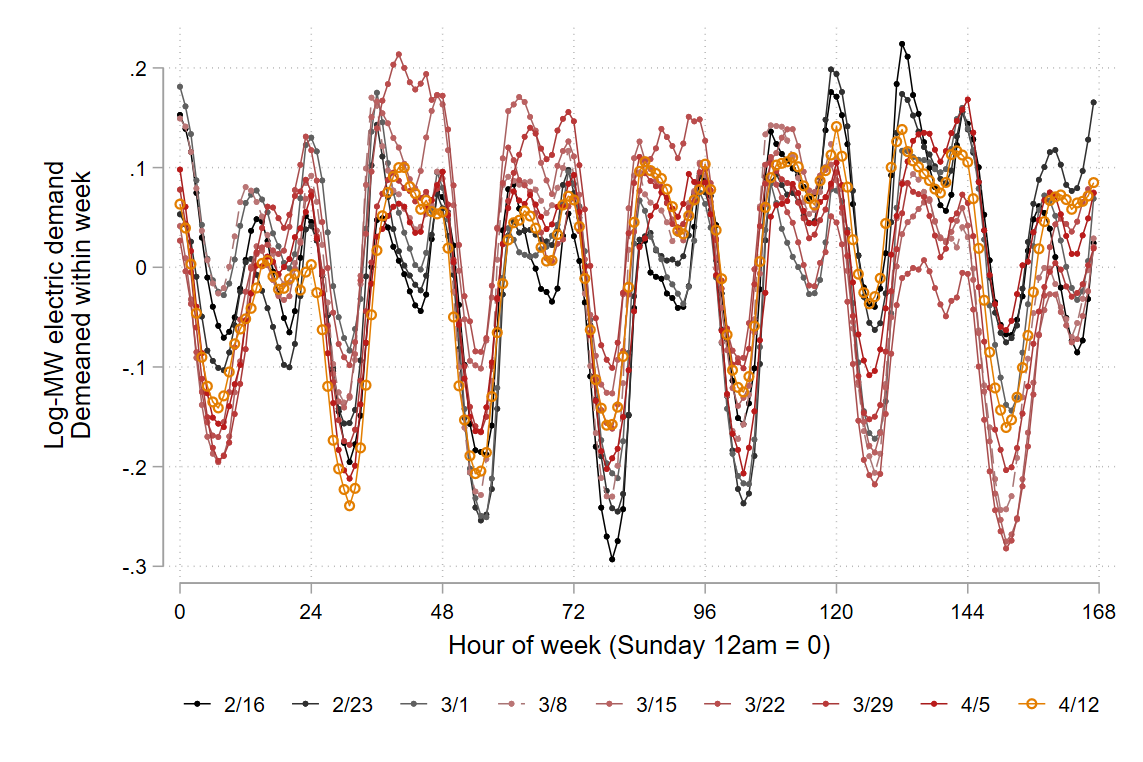 Log-MW electric demand
Demeaned within week
.2
.1
0
-.1
-.2
-.3
0 24 48 72 96 120 144 168
Hour of week (Sunday 12am = 0)
2/16 2/23 3/1 3/8 3/15 3/22 3/29 4/5 4/12